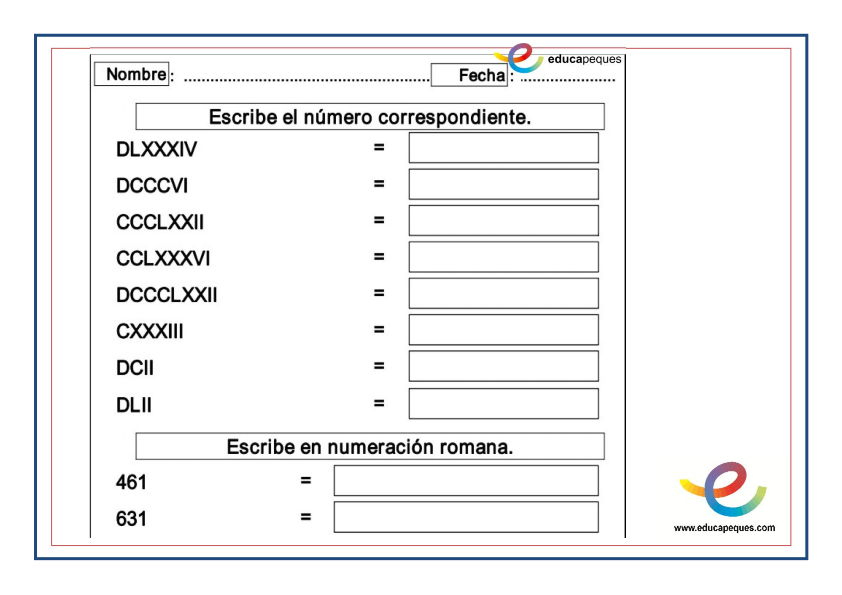 educapeques
Nombre: ........................................................ Fecha: .....................
Escribe el número correspondiente.
DLXXXIV =
DCCCVI =
CCCLXXII =
CCLXXXVI =
DCCCLXXII =
CXXXIII =
DCII =
DLII =
Escribe en numeración romana.
461 =
631 =
www.educapeques.com